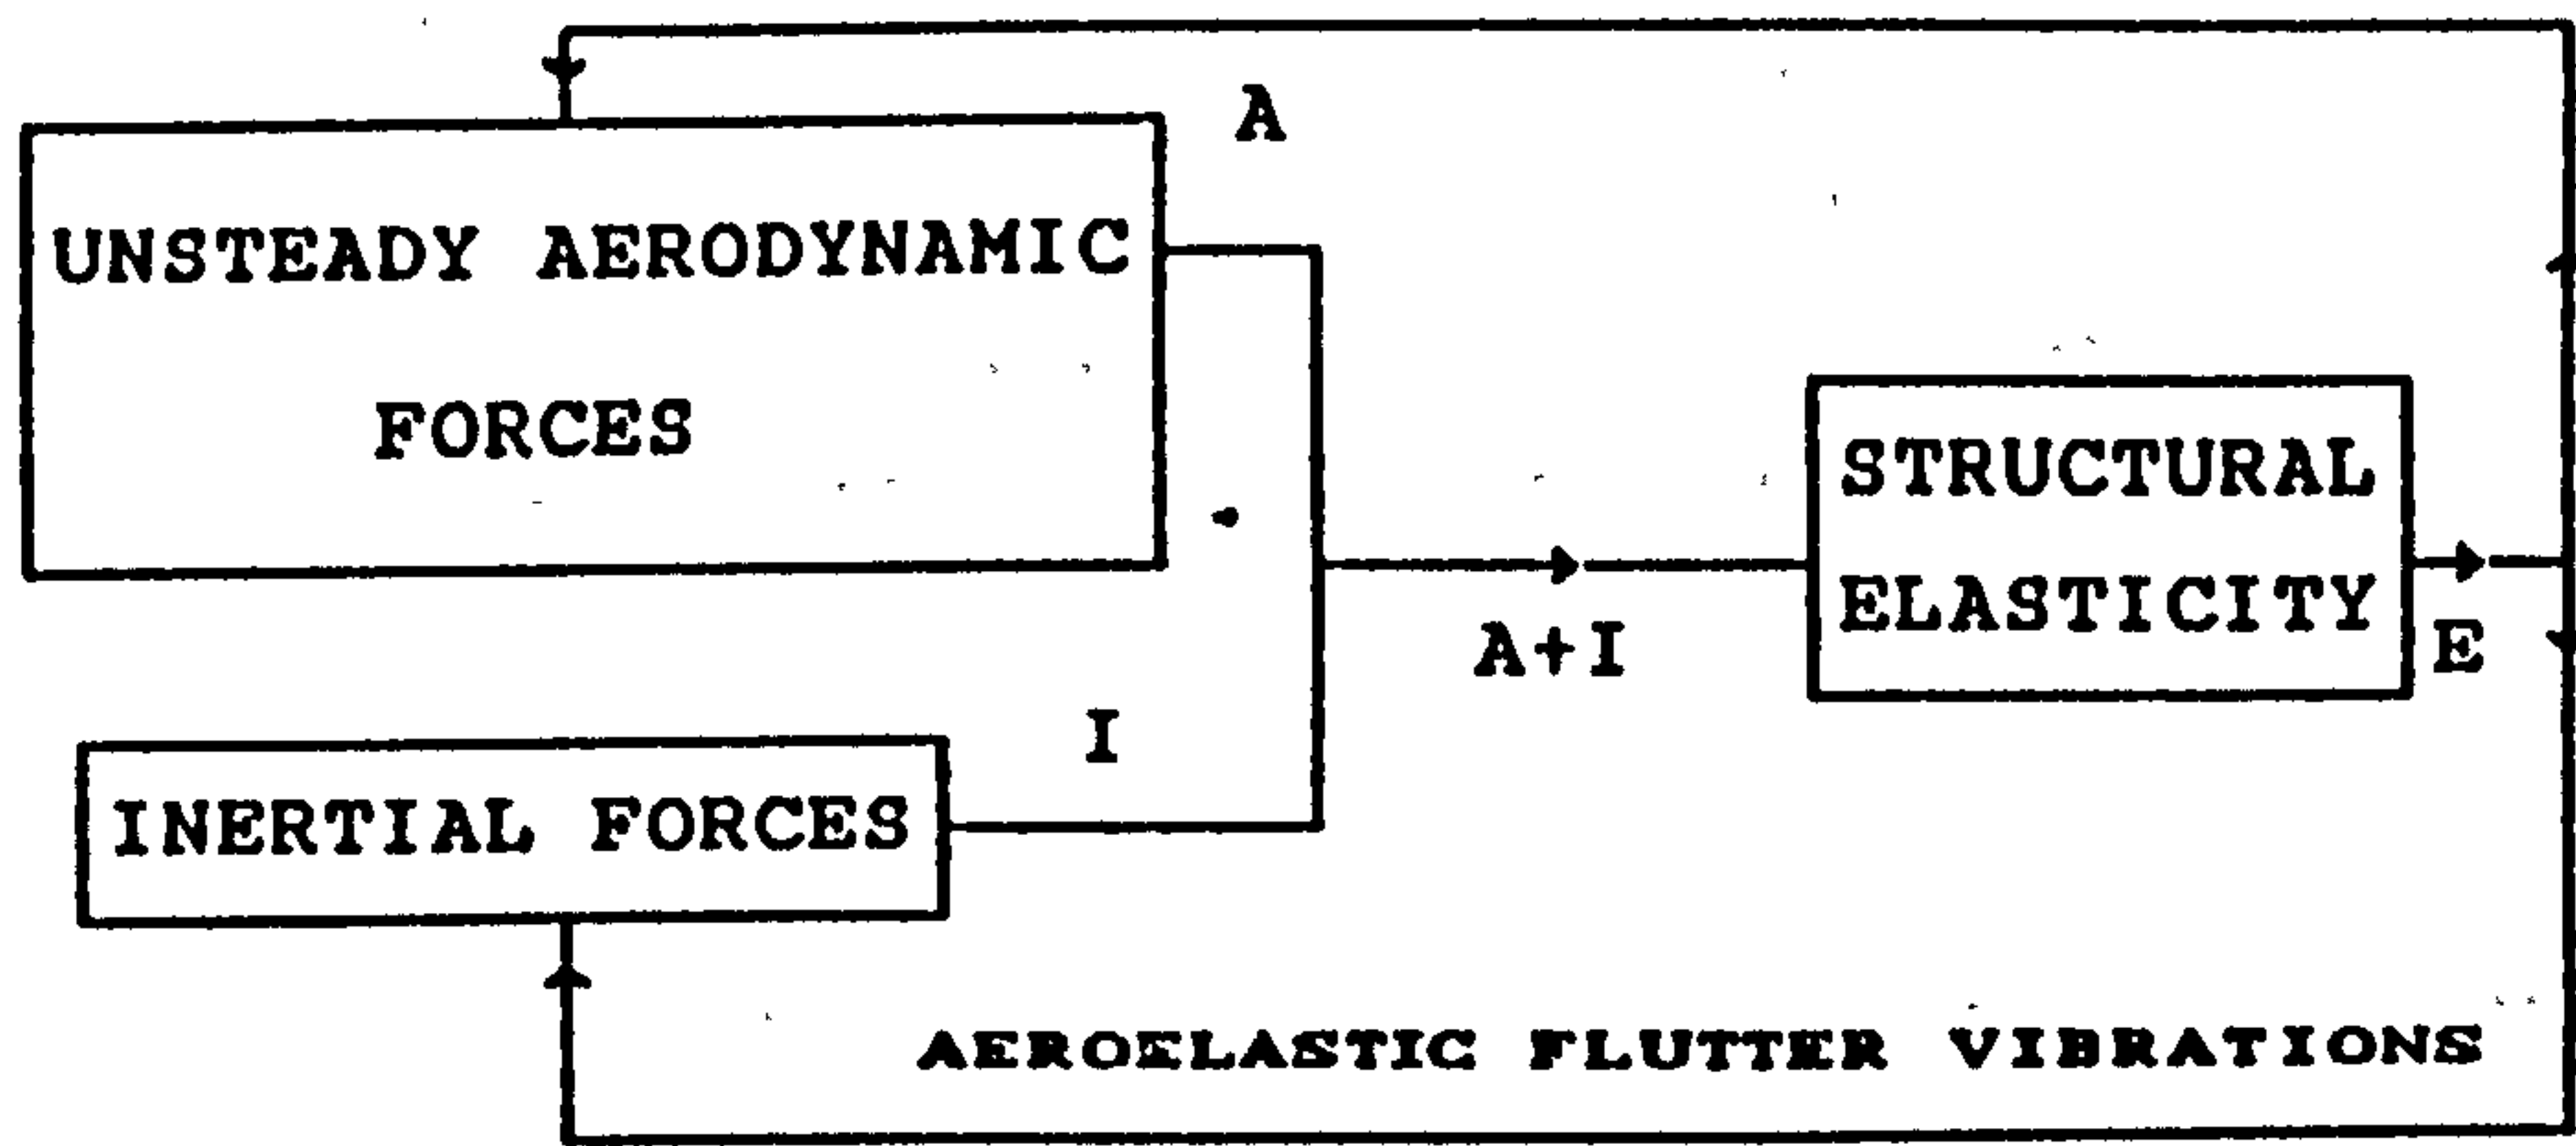 A
UNSTEADY AERODYNAMIC
FORCES
STRUCTURAL
ELASTICITY
A+I
E
I
INERTIAL FORCES
AEROELASTIC FLUTTER VIBRATIONS